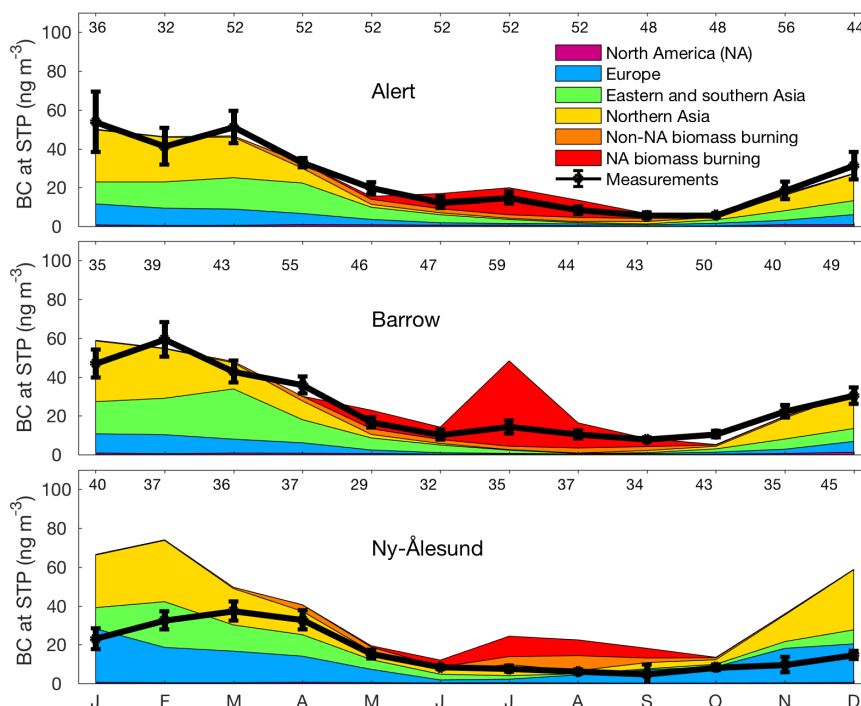 36 32 52 52 52 52 52 52 48 48 56 44
100
80
60
40
20
0
BC at STP (ng m-3)
Alert
North America (NA)
Europe
Eastern and southern Asia
Northern Asia
Non-NA biomass burning
NA biomass burning
Measurements
35 39 43 55 46 47 59 44 43 50 40 49
100
80
60
40
20
0
BC at STP (ng m-3)
Barrow
40 37 36 37 29 32 35 37 34 43 35 45
100
80
60
40
20
0
BC at STP (ng m-3)
Ny-Ålesund
J F M A M J J A S O N D